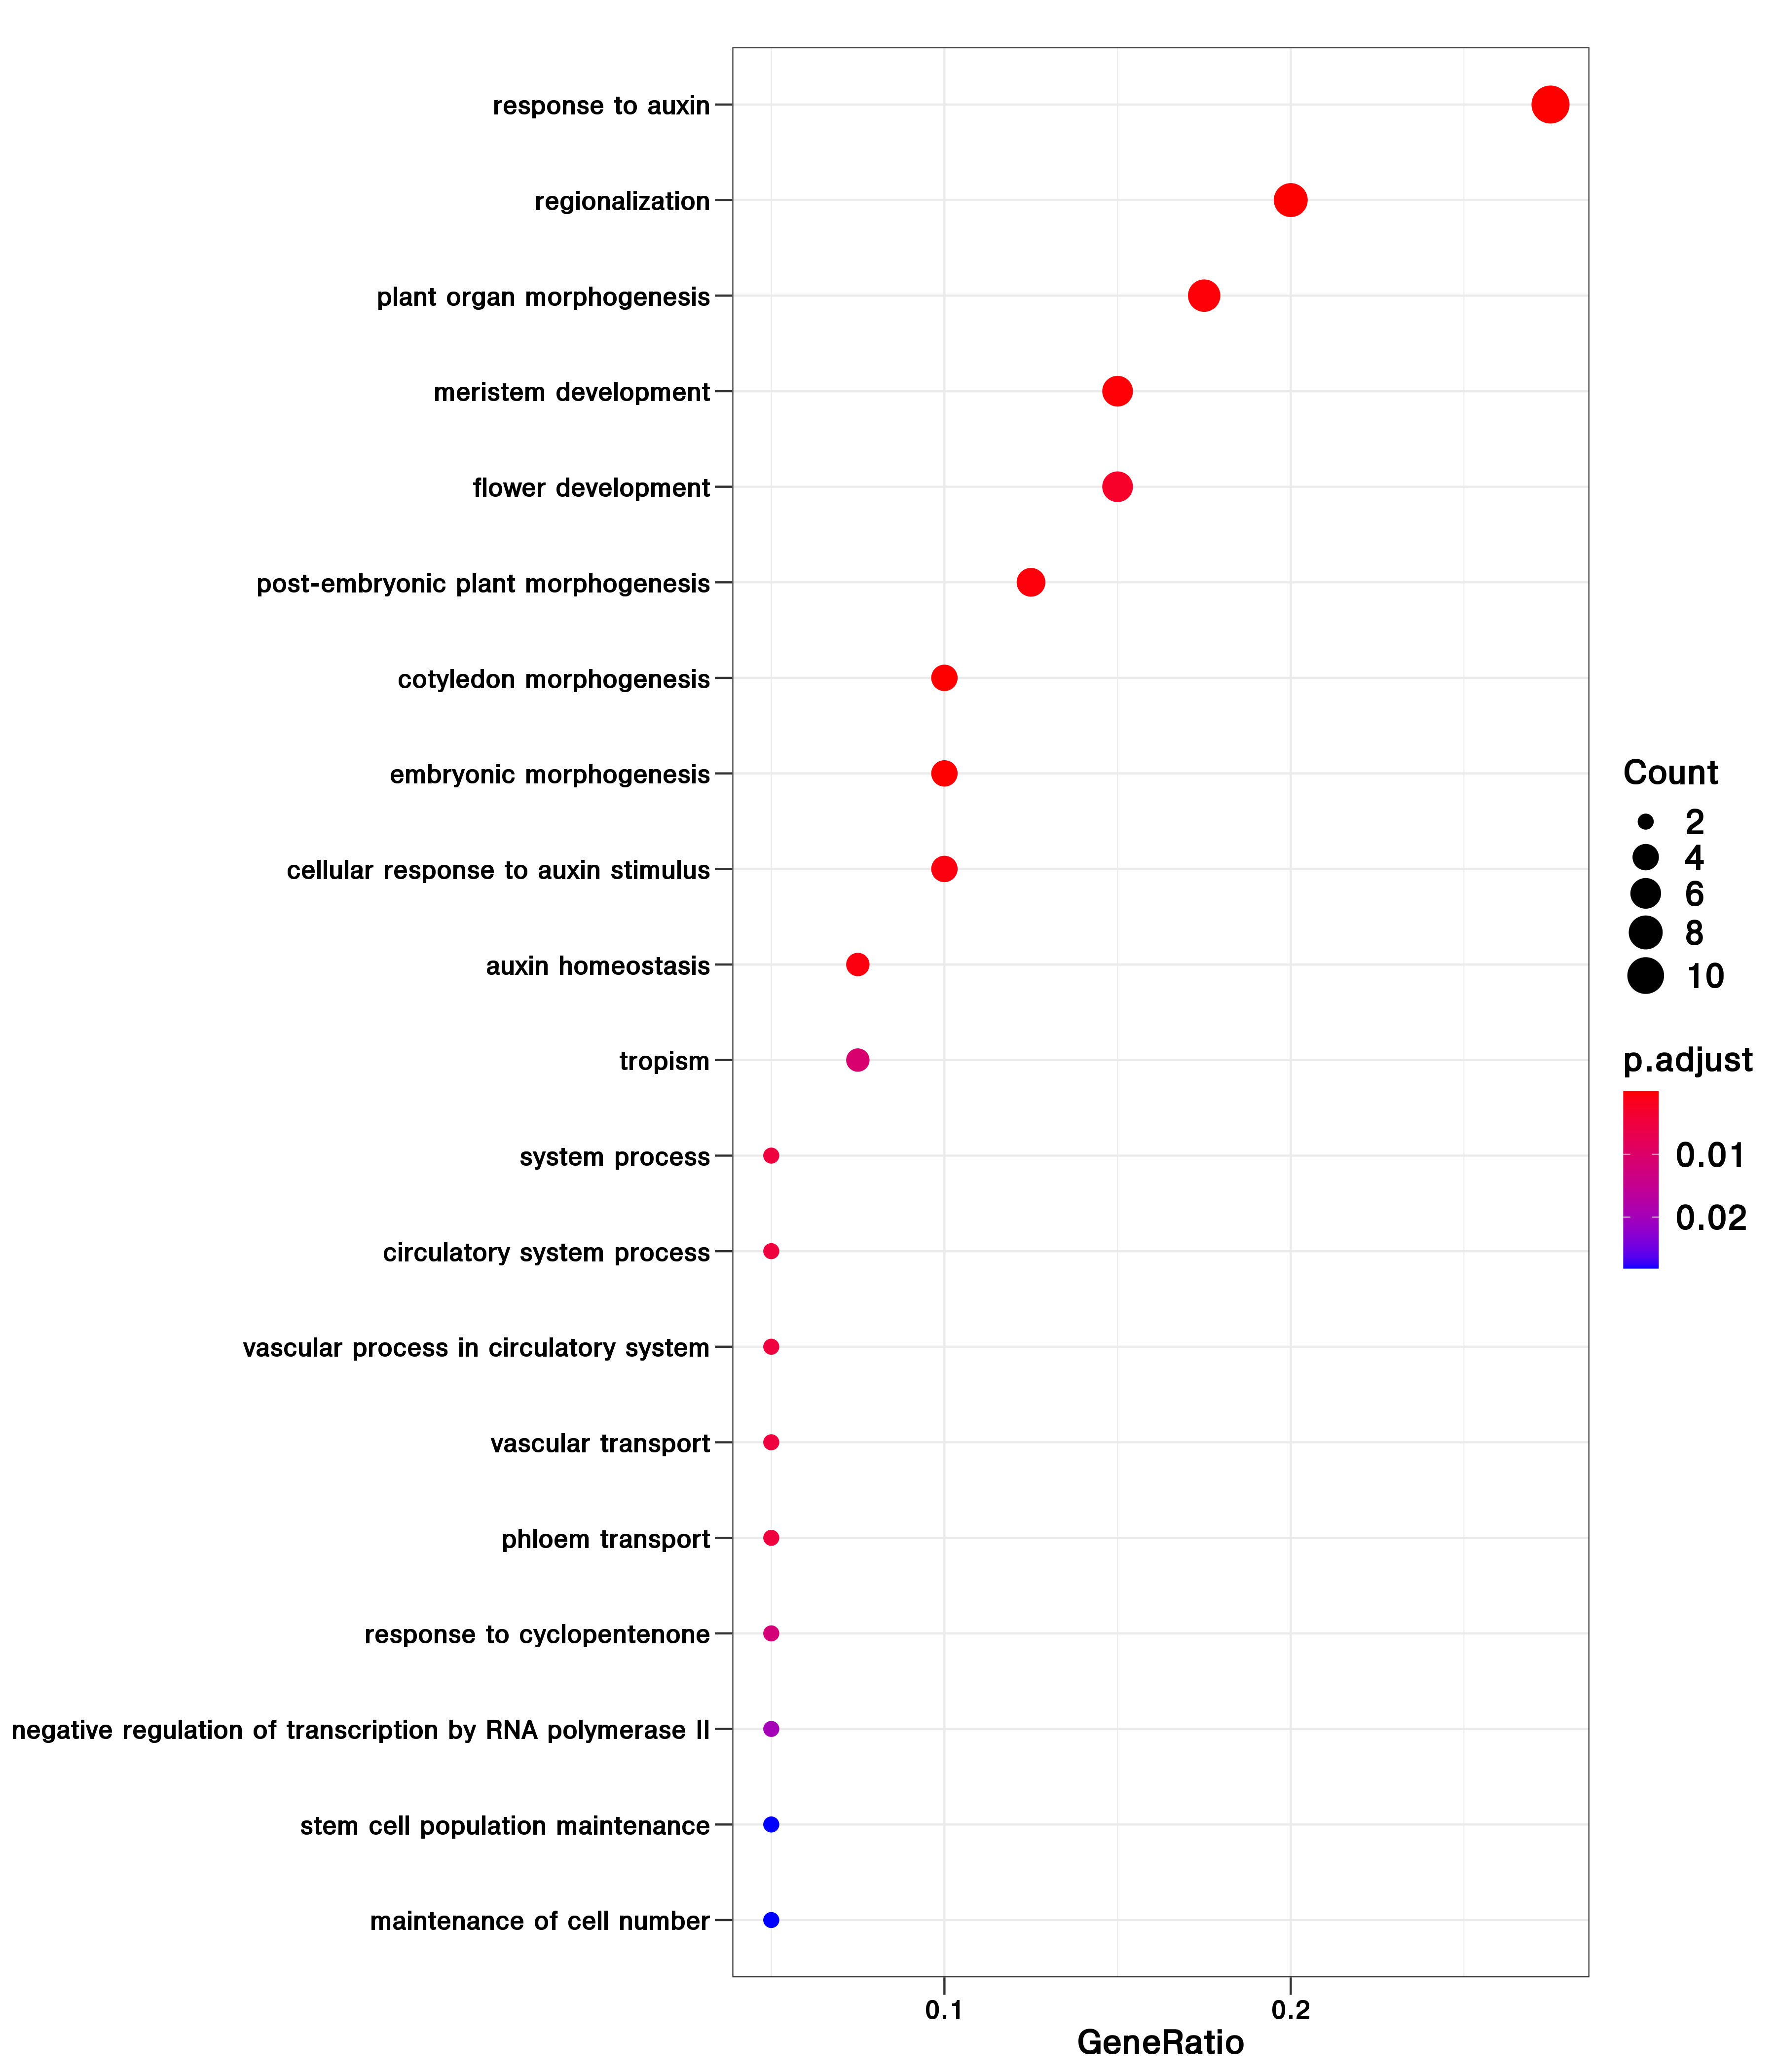 response to auxin
regionalization
plant organ morphogenesis
meristem development
flower development
post-embryonic plant morphogenesis
cotyledon morphogenesis
embryonic morphogenesis
cellular response to auxin stimulus
auxin homeostasis
tropism
system process
circulatory system process
vascular process in circulatory system
vascular transport
phloem transport
response to cyclopentenone
negative regulation of transcription by RNA polymerase II
stem cell population maintenance
maintenance of cell number
0.1
0.2
GeneRatio
Count
2
4
6
8
10
p.adjust
0.01
0.02